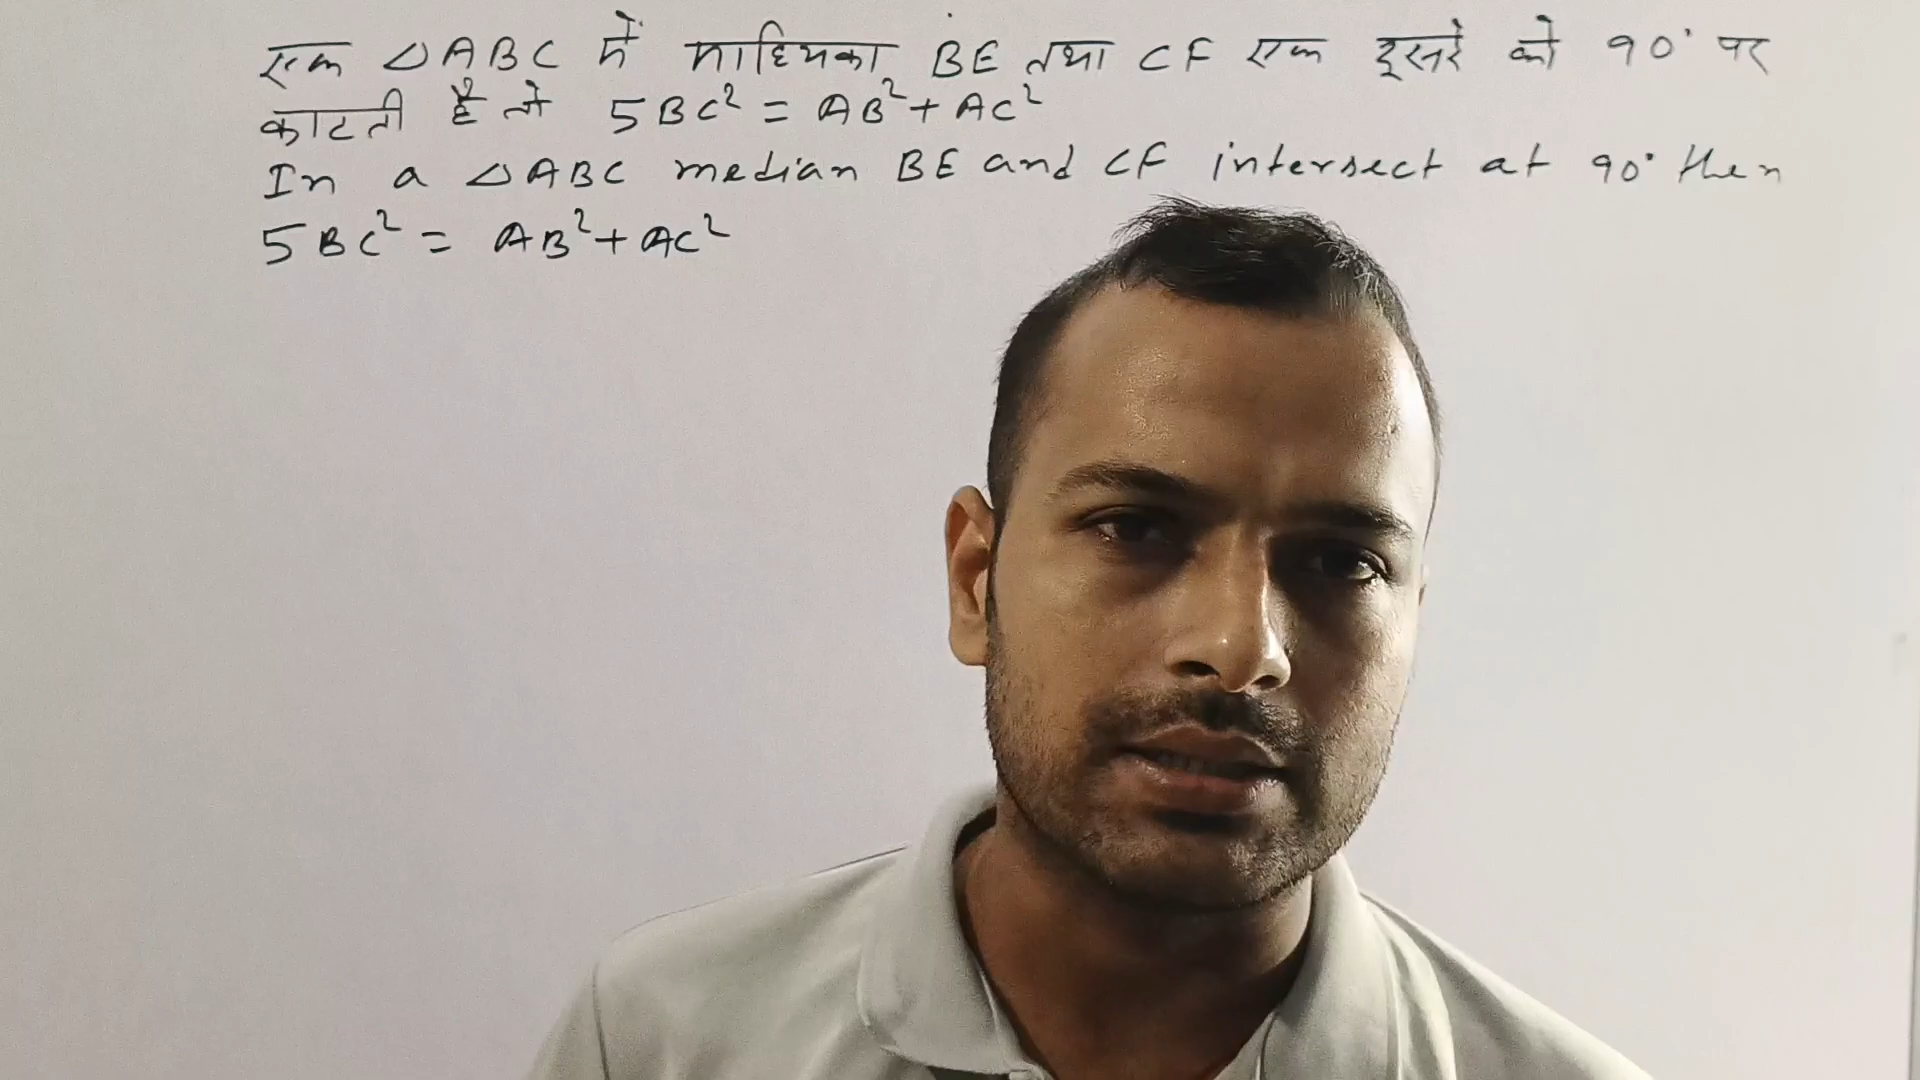 एक △ABC में माध्यिका BE तथा CF एक दूसरे को 90° पर
काटती है तो 5BC² = AB² + AC²
In a △ABC median BE and CF intersect at 90° then
5BC² = AB² + AC²